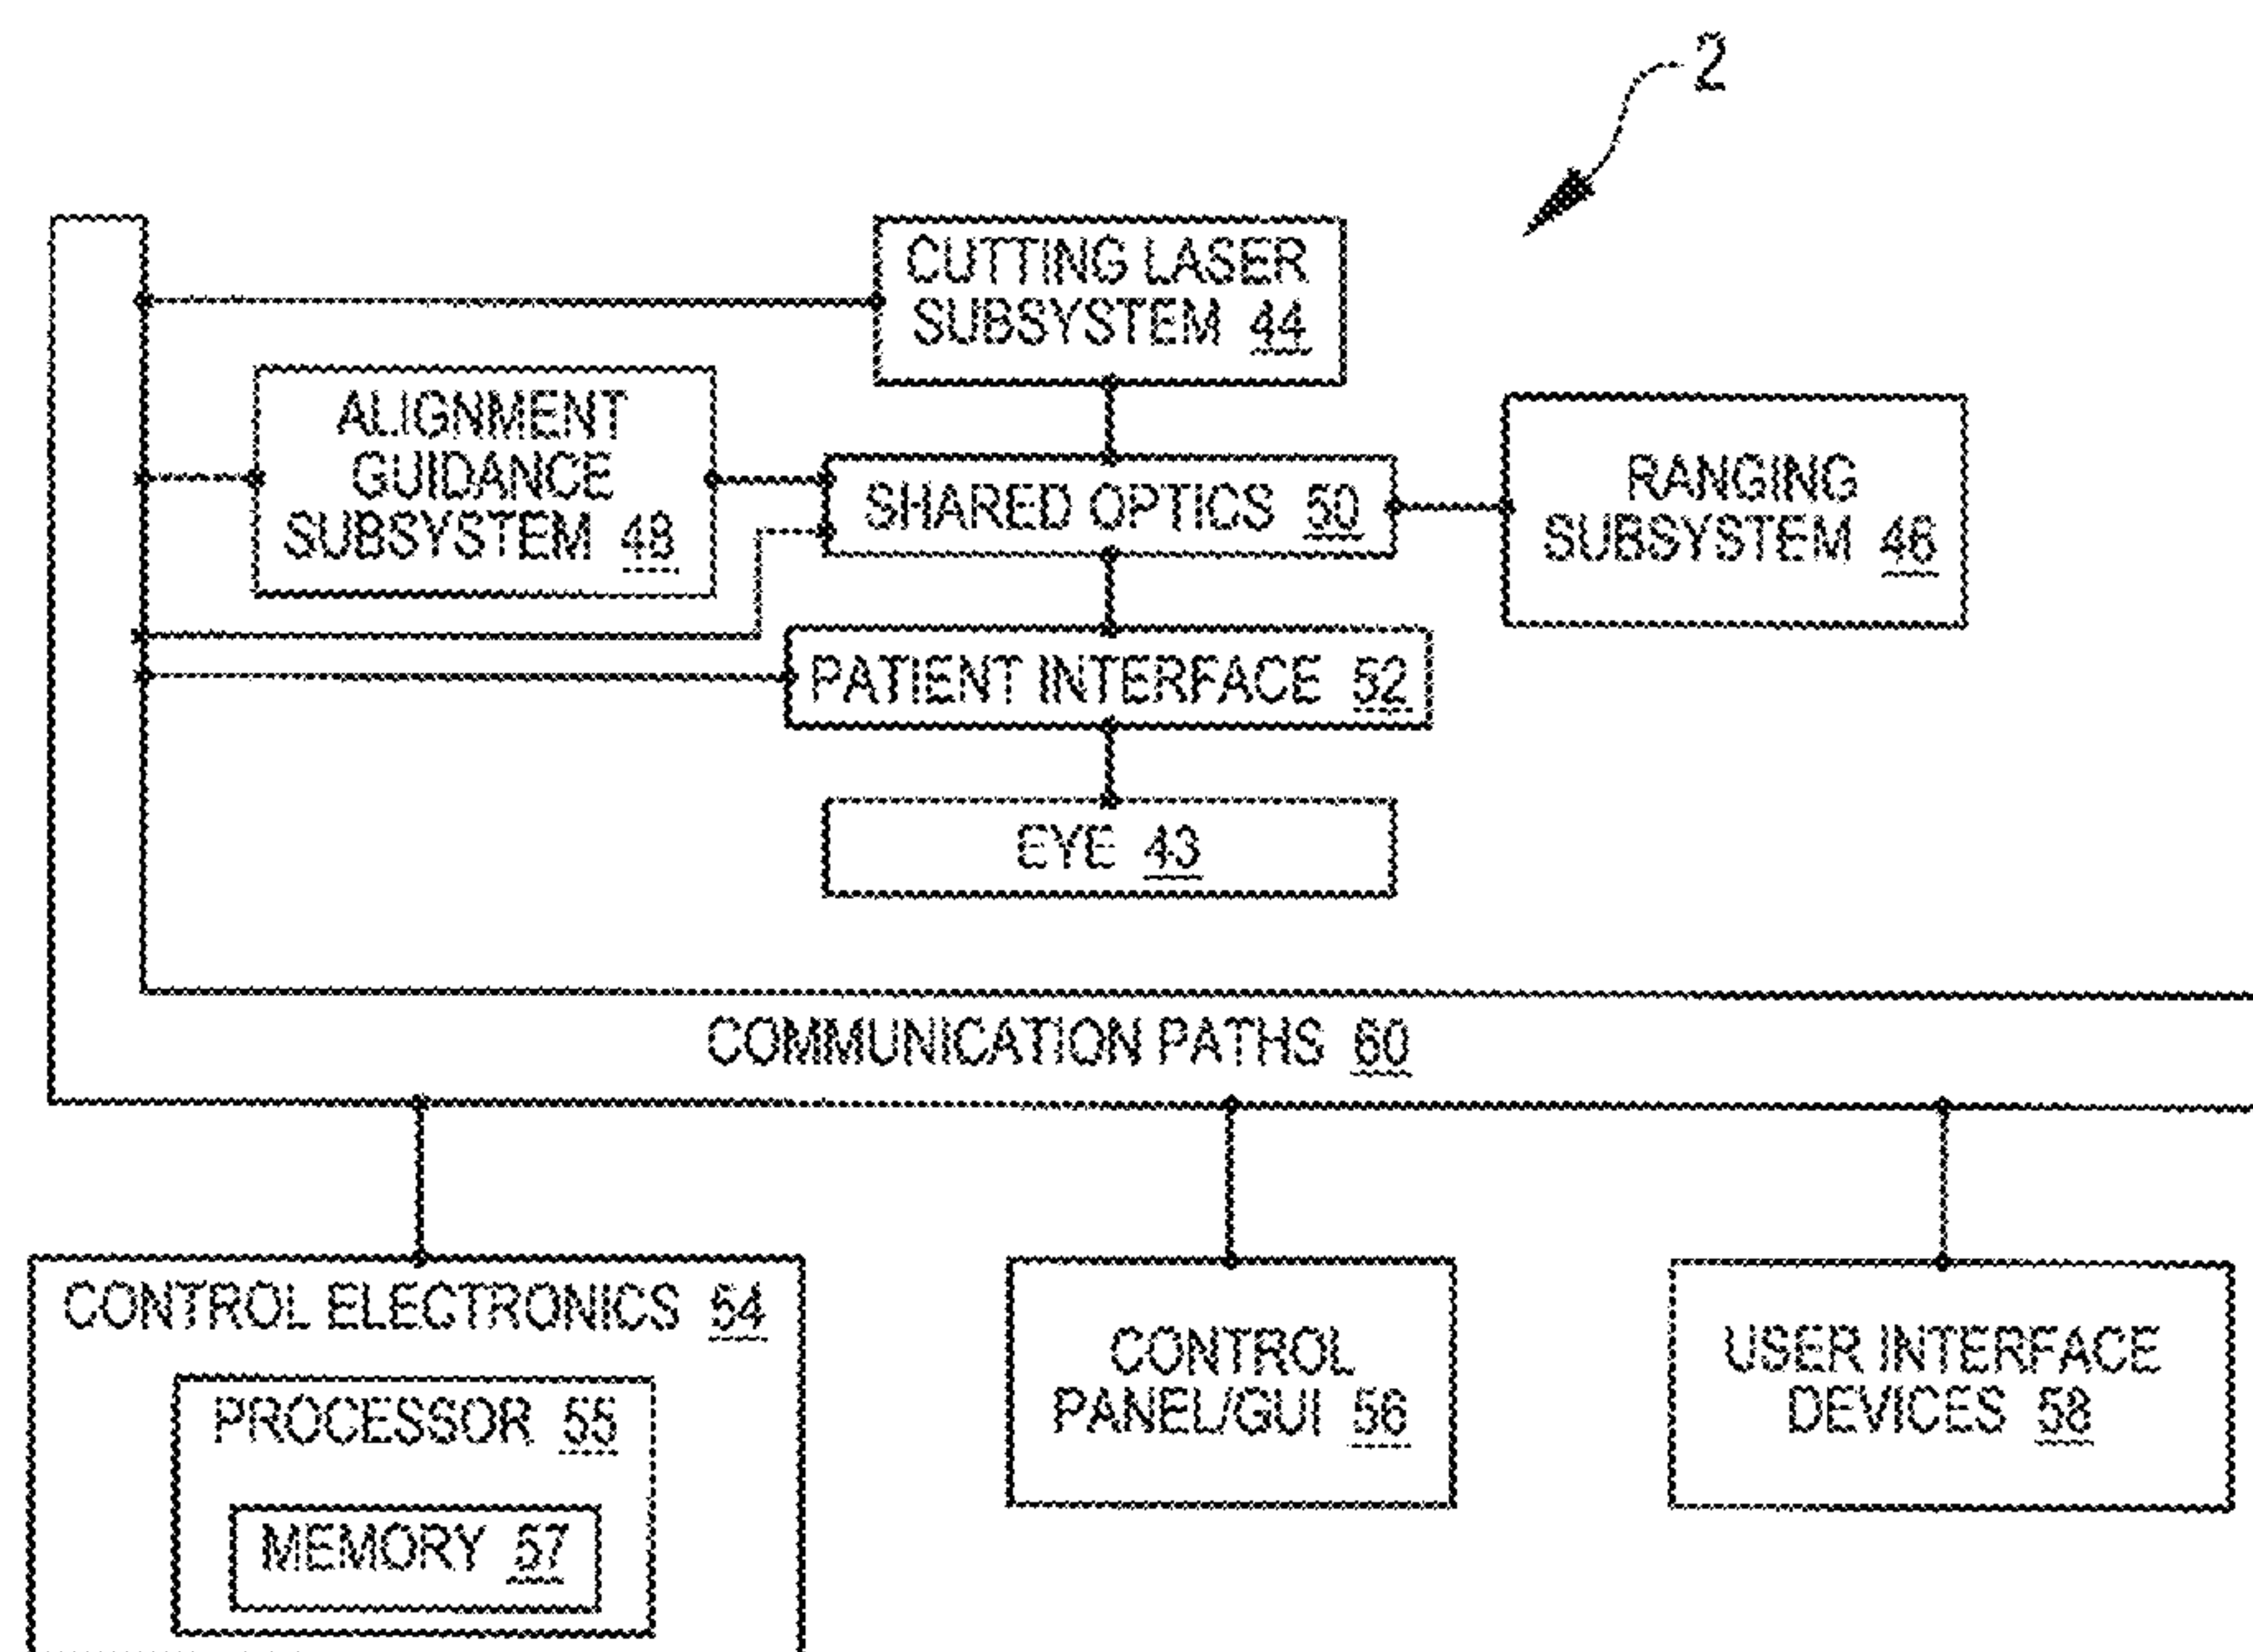 2
CUTTING LASER
SUBSYSTEM 44
ALIGNMENT
GUIDANCE
SUBSYSTEM 48
SHARED OPTICS 50
RANGING
SUBSYSTEM 46
PATIENT INTERFACE 52
EYE 43
COMMUNICATION PATHS 60
CONTROL ELECTRONICS 54
PROCESSOR 55
MEMORY 57
CONTROL
PANEL/GUI 56
USER INTERFACE
DEVICES 58